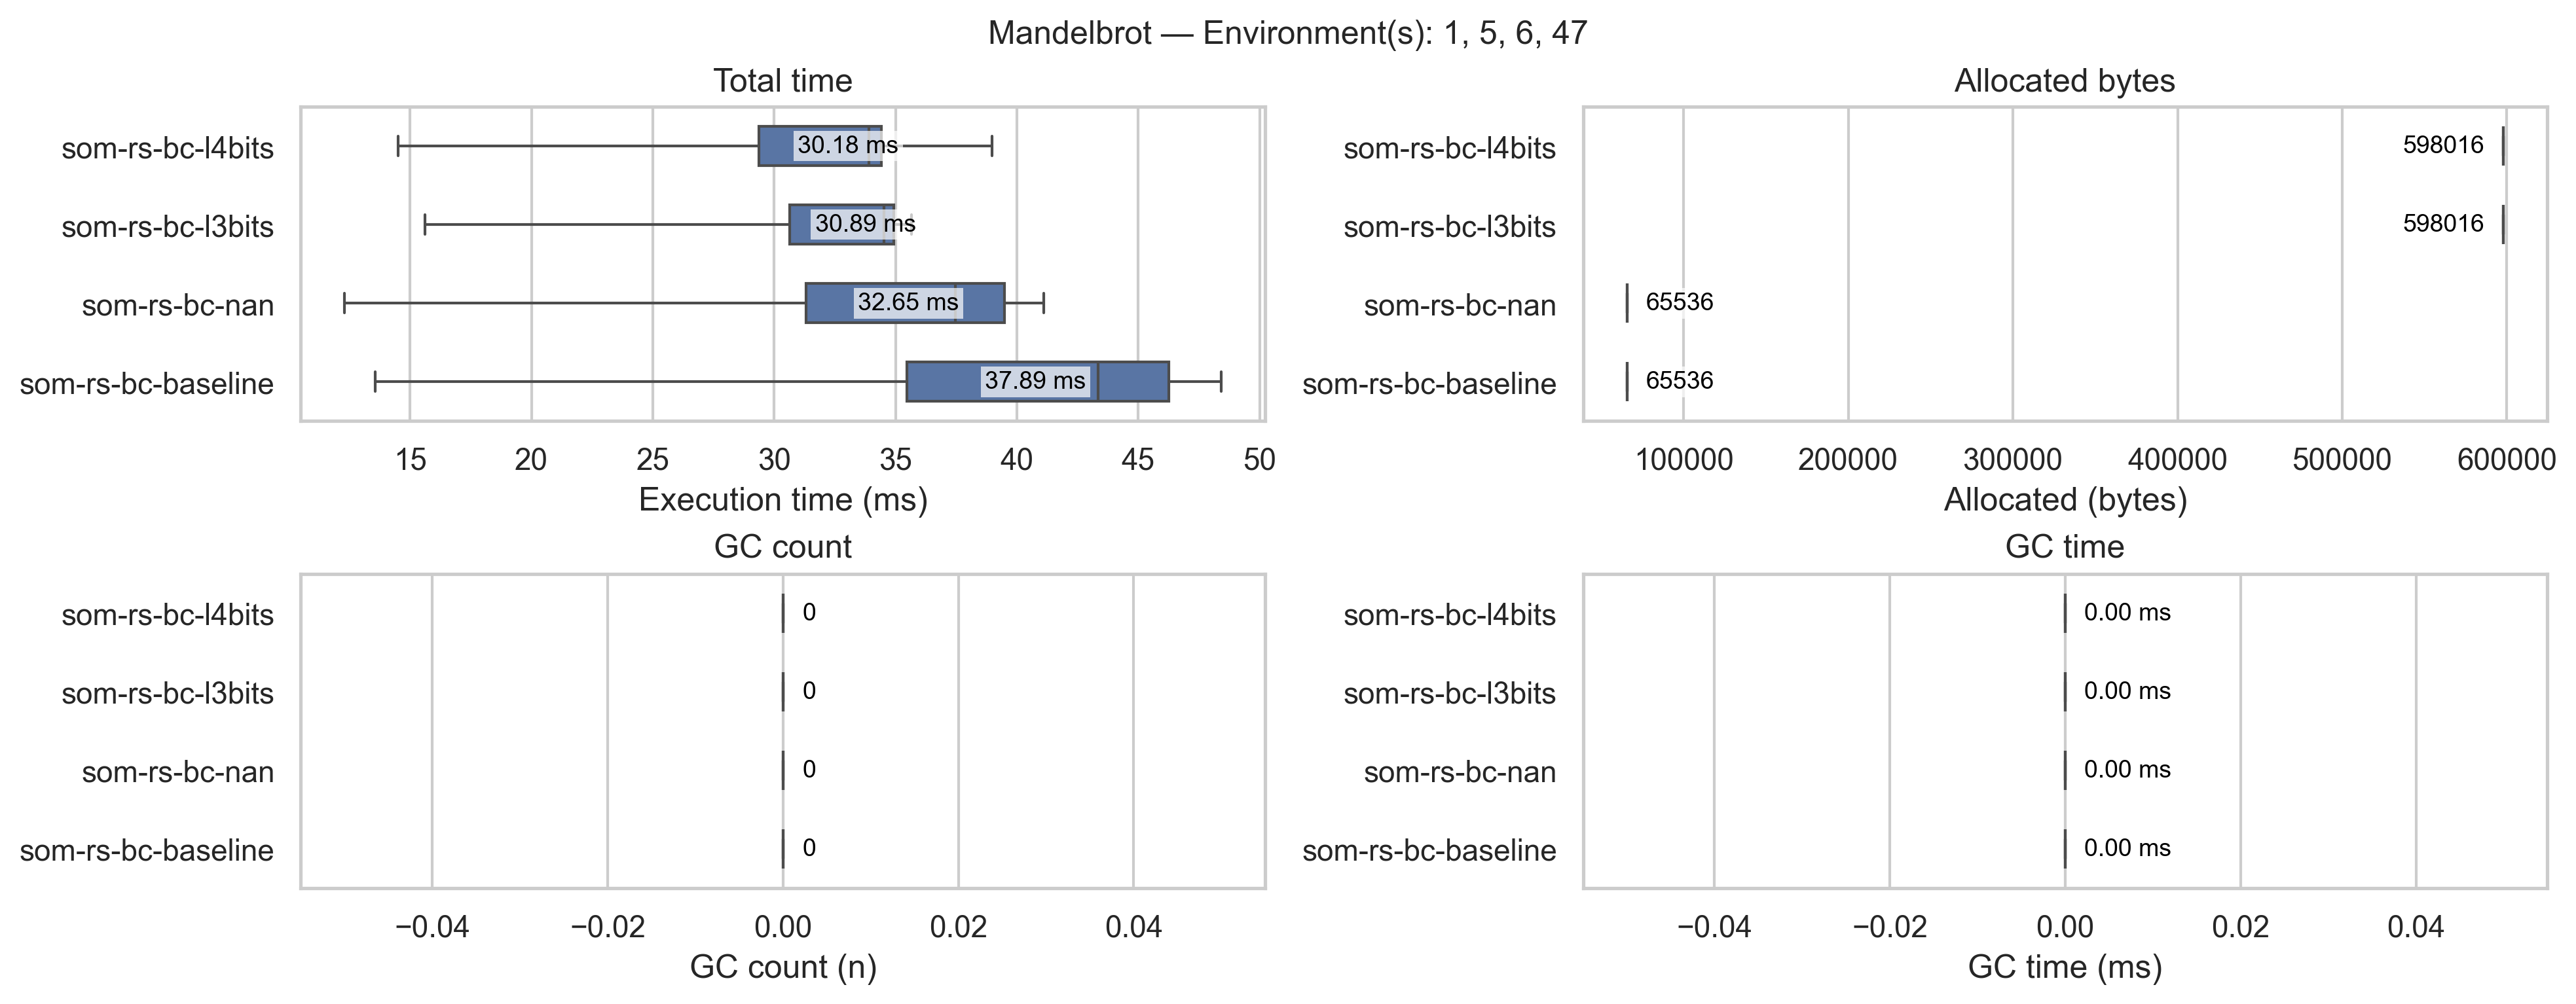 Mandelbrot — Environment(s): 1, 5, 6, 47
Total time
som-rs-bc-l4bits
30.18 ms
som-rs-bc-l3bits
30.89 ms
som-rs-bc-nan
32.65 ms
som-rs-bc-baseline
37.89 ms
15 20 25 30 35 40 45 50
Execution time (ms)
Allocated bytes
som-rs-bc-l4bits
598016
som-rs-bc-l3bits
598016
som-rs-bc-nan
65536
som-rs-bc-baseline
65536
100000 200000 300000 400000 500000 600000
Allocated (bytes)
GC count
som-rs-bc-l4bits
0
som-rs-bc-l3bits
0
som-rs-bc-nan
0
som-rs-bc-baseline
0
−0.04 −0.02 0.00 0.02 0.04
GC count (n)
GC time
som-rs-bc-l4bits
0.00 ms
som-rs-bc-l3bits
0.00 ms
som-rs-bc-nan
0.00 ms
som-rs-bc-baseline
0.00 ms
−0.04 −0.02 0.00 0.02 0.04
GC time (ms)